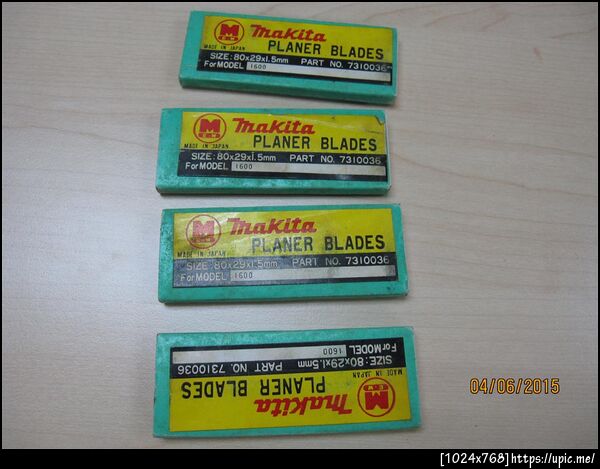 M
Makita
MADE IN JAPAN
PLANER BLADES
SIZE: 80x29x1.5mm PART NO. 7310036
For MODEL 1600
M
Makita
MADE IN JAPAN
PLANER BLADES
SIZE: 80x29x1.5mm PART NO. 7310036
For MODEL 1600
M
Makita
MADE IN JAPAN
PLANER BLADES
SIZE: 80x29x1.5mm PART NO. 7310036
For MODEL 1600
M
Makita
MADE IN JAPAN
PLANER BLADES
SIZE: 80x29x1.5mm PART NO. 7310036
For MODEL 1600
04/06/2015
[1024x768]https://upic.me/